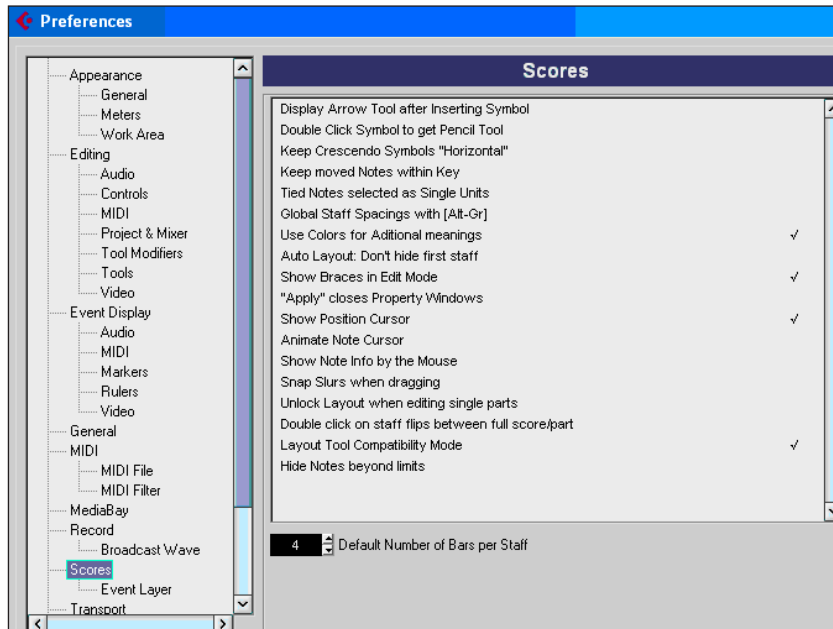 Preferences
Appearance
General
Meters
Work Area
Editing
Audio
Controls
MIDI
Project & Mixer
Tool Modifiers
Tools
Video
Event Display
Audio
MIDI
Markers
Rulers
Video
General
MIDI
MIDI File
MIDI Filter
MediaBay
Record
Broadcast Wave
Scores
Event Layer
Transport
Scores
Display Arrow Tool after Inserting Symbol
Double Click Symbol to get Pencil Tool
Keep Crescendo Symbols "Horizontal"
Keep moved Notes within Key
Tied Notes selected as Single Units
Global Staff Spacings with [Alt-Gr]
Use Colors for Aditional meanings
Auto Layout: Don't hide first staff
Show Braces in Edit Mode
"Apply" closes Property Windows
Show Position Cursor
Animate Note Cursor
Show Note Info by the Mouse
Snap Slurs when dragging
Unlock Layout when editing single parts
Double click on staff flips between full score/part
Layout Tool Compatibility Mode
Hide Notes beyond limits
4 Default Number of Bars per Staff